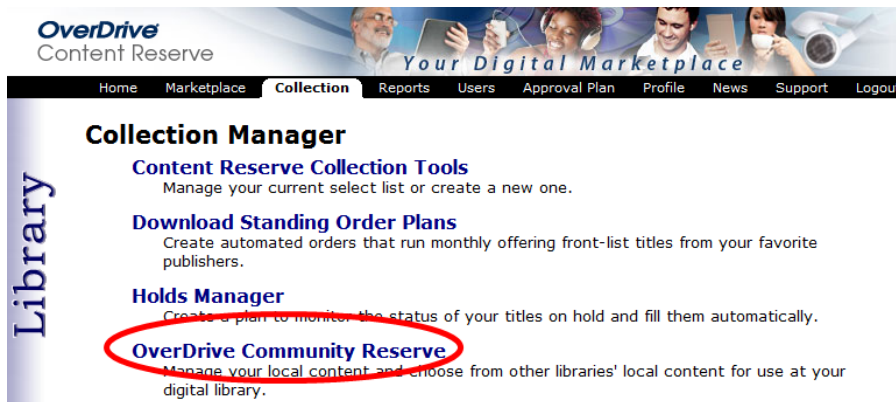 OverDrive
Content Reserve
Your Digital Marketplace
Home Marketplace Collection Reports Users Approval Plan Profile News Support Logout
Library
Collection Manager
Content Reserve Collection Tools
Manage your current select list or create a new one.
Download Standing Order Plans
Create automated orders that run monthly offering front-list titles from your favorite
publishers.
Holds Manager
Create a plan to monitor the status of your titles on hold and fill them automatically.
OverDrive Community Reserve
Manage your local content and choose from other libraries' local content for use at your
digital library.